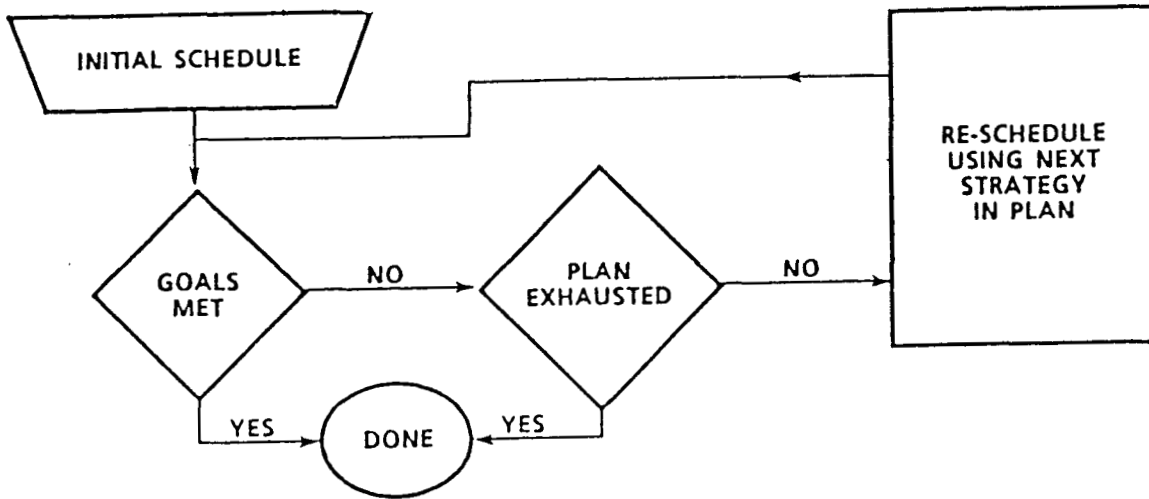 INITIAL SCHEDULE
RE-SCHEDULE
USING NEXT
STRATEGY
IN PLAN
GOALS
MET
NO
PLAN
EXHAUSTED
NO
YES
DONE
YES